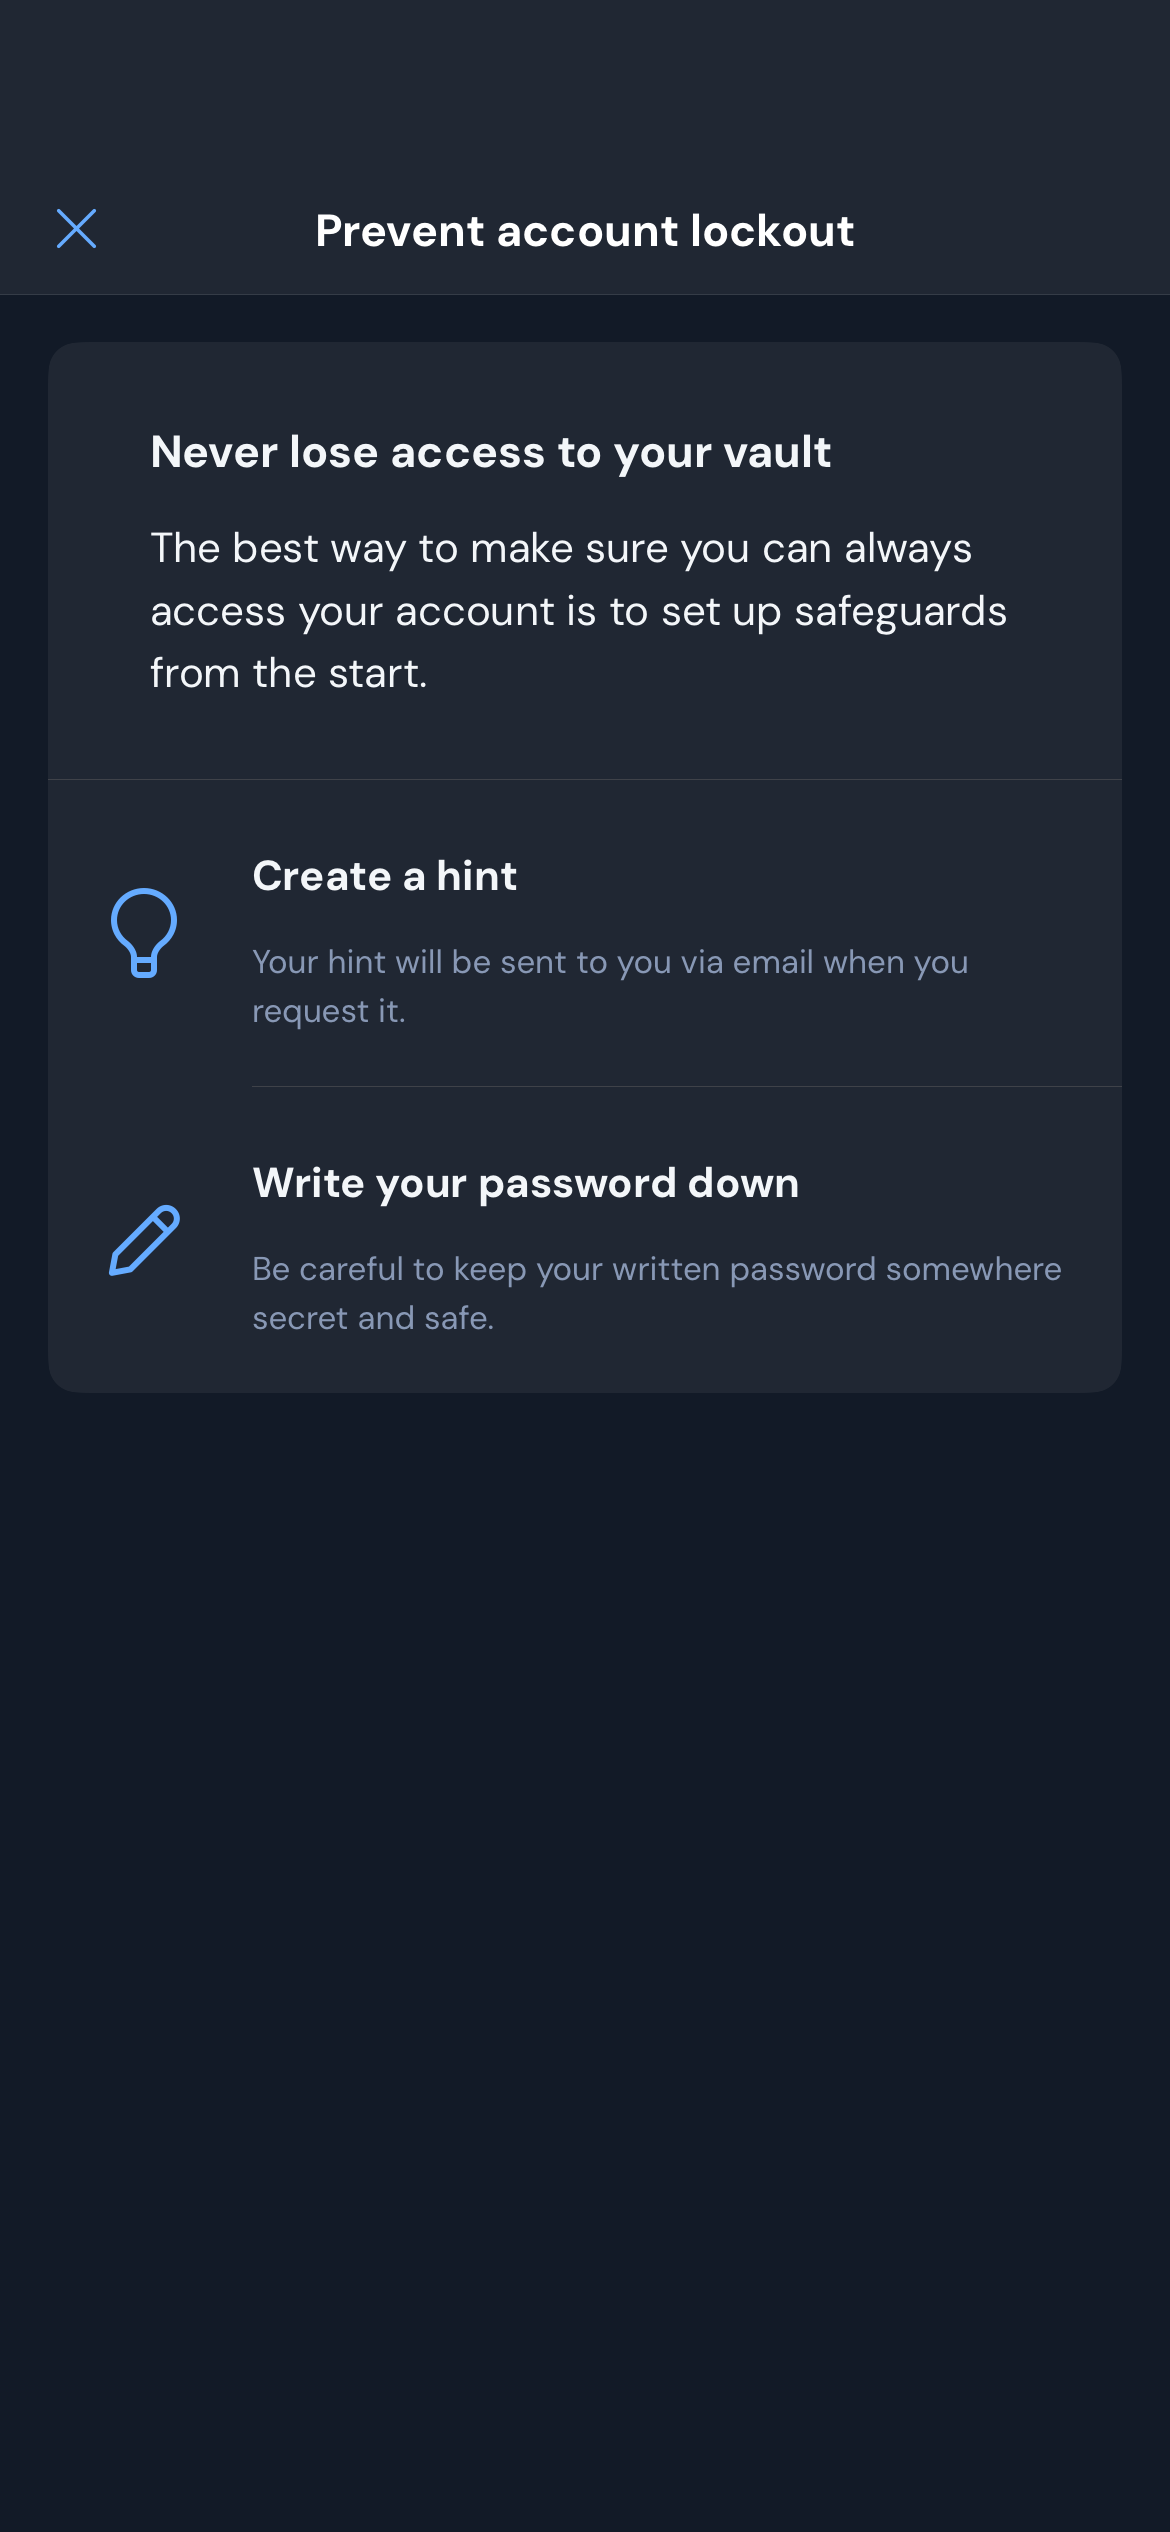 Prevent account lockout
Never lose access to your vault
The best way to make sure you can always
access your account is to set up safeguards
from the start.
Create a hint
Your hint will be sent to you via email when you
request it.
Write your password down
Be careful to keep your written password somewhere
secret and safe.